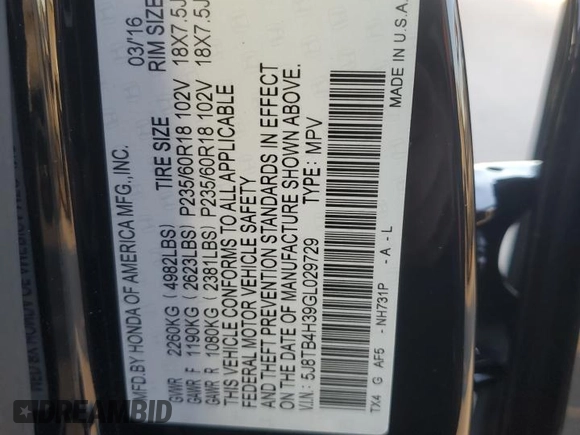 MFD.BY HONDA OF AMERICA MFG.,INC. 03/16
TIRE SIZE RIM SIZE
GVWR 2260KG ( 4982LBS)
GAWR F 1190KG ( 2623LBS) P235/60R18 102V 18X7.5J
GAWR R 1080KG ( 2381LBS) P235/60R18 102V 18X7.5J
THIS VEHICLE CONFORMS TO ALL APPLICABLE
FEDERAL MOTOR VEHICLE SAFETY
AND THEFT PREVENTION STANDARDS IN EFFECT
ON THE DATE OF MANUFACTURE SHOWN ABOVE.
V.I.N.: 5J8TB4H39GL029729 TYPE: MPV
TX4 G AF5 - NH731P - A - L MADE IN U.S.A.
DREAMBID